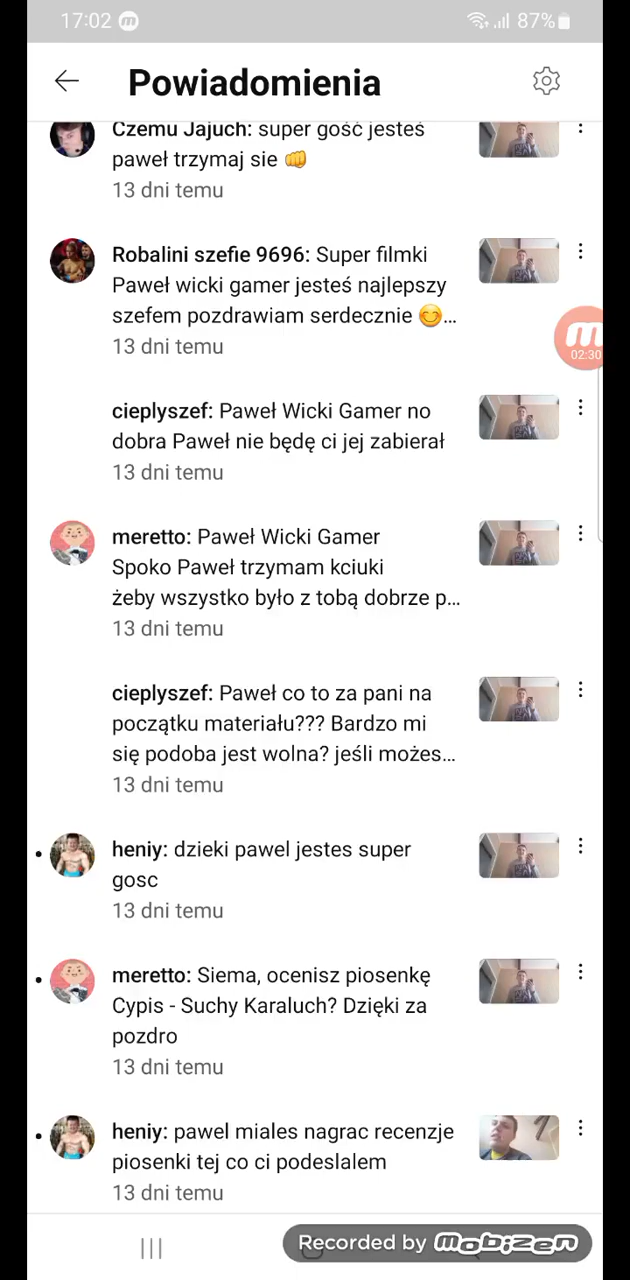 17:02 m 87%
Powiadomienia
Czemu Jajuch: super gość jesteś
paweł trzymaj sie 👊
13 dni temu
Robalini szefie 9696: Super filmki
Paweł wicki gamer jesteś najlepszy
szefem pozdrawiam serdecznie 😊...
13 dni temu
m
02:30
cieplyszef: Paweł Wicki Gamer no
dobra Paweł nie będę ci jej zabierał
13 dni temu
meretto: Paweł Wicki Gamer
Spoko Paweł trzymam kciuki
żeby wszystko było z tobą dobrze p...
13 dni temu
cieplyszef: Paweł co to za pani na
początku materiału??? Bardzo mi
się podoba jest wolna? jeśli możes...
13 dni temu
heniy: dzieki pawel jestes super
gosc
13 dni temu
meretto: Siema, ocenisz piosenkę
Cypis - Suchy Karaluch? Dzięki za
pozdro
13 dni temu
heniy: pawel miales nagrac recenzje
piosenki tej co ci podeslalem
13 dni temu
Recorded by mobizen